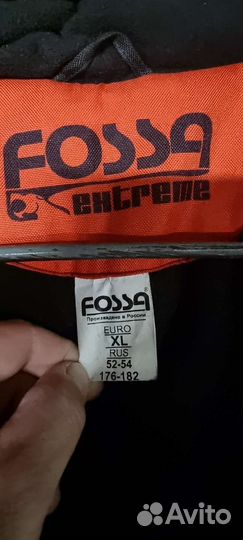 FOSSA
extreme
FOSSA
Произведено в России
EURO
XL
RUS
52-54
176-182
Avito